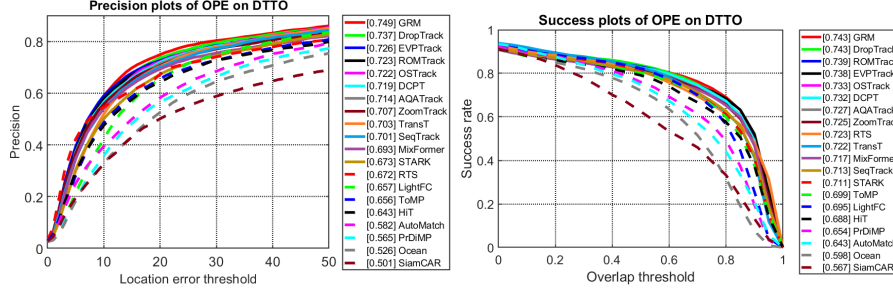 Precision plots of OPE on DTTO
Precision
0.8
0.6
0.4
0.2
0
0 10 20 30 40 50
Location error threshold
[0.749] GRM
[0.737] DropTrack
[0.726] EVPTrack
[0.723] ROMTrack
[0.722] OSTrack
[0.719] DCPT
[0.714] AQATrack
[0.707] ZoomTrack
[0.703] TransT
[0.701] SeqTrack
[0.693] MixFormer
[0.673] STARK
[0.672] RTS
[0.657] LightFC
[0.656] ToMP
[0.643] HiT
[0.582] AutoMatch
[0.565] PrDiMP
[0.526] Ocean
[0.501] SiamCAR
Success plots of OPE on DTTO
Success rate
1
0.8
0.6
0.4
0.2
0
0 0.2 0.4 0.6 0.8 1
Overlap threshold
[0.743] GRM
[0.743] DropTrack
[0.739] ROMTrack
[0.738] EVPTrack
[0.733] OSTrack
[0.732] DCPT
[0.727] AQATrack
[0.725] ZoomTrack
[0.723] RTS
[0.722] TransT
[0.717] MixFormer
[0.713] SeqTrack
[0.711] STARK
[0.699] ToMP
[0.695] LightFC
[0.688] HiT
[0.654] PrDiMP
[0.643] AutoMatch
[0.598] Ocean
[0.567] SiamCAR